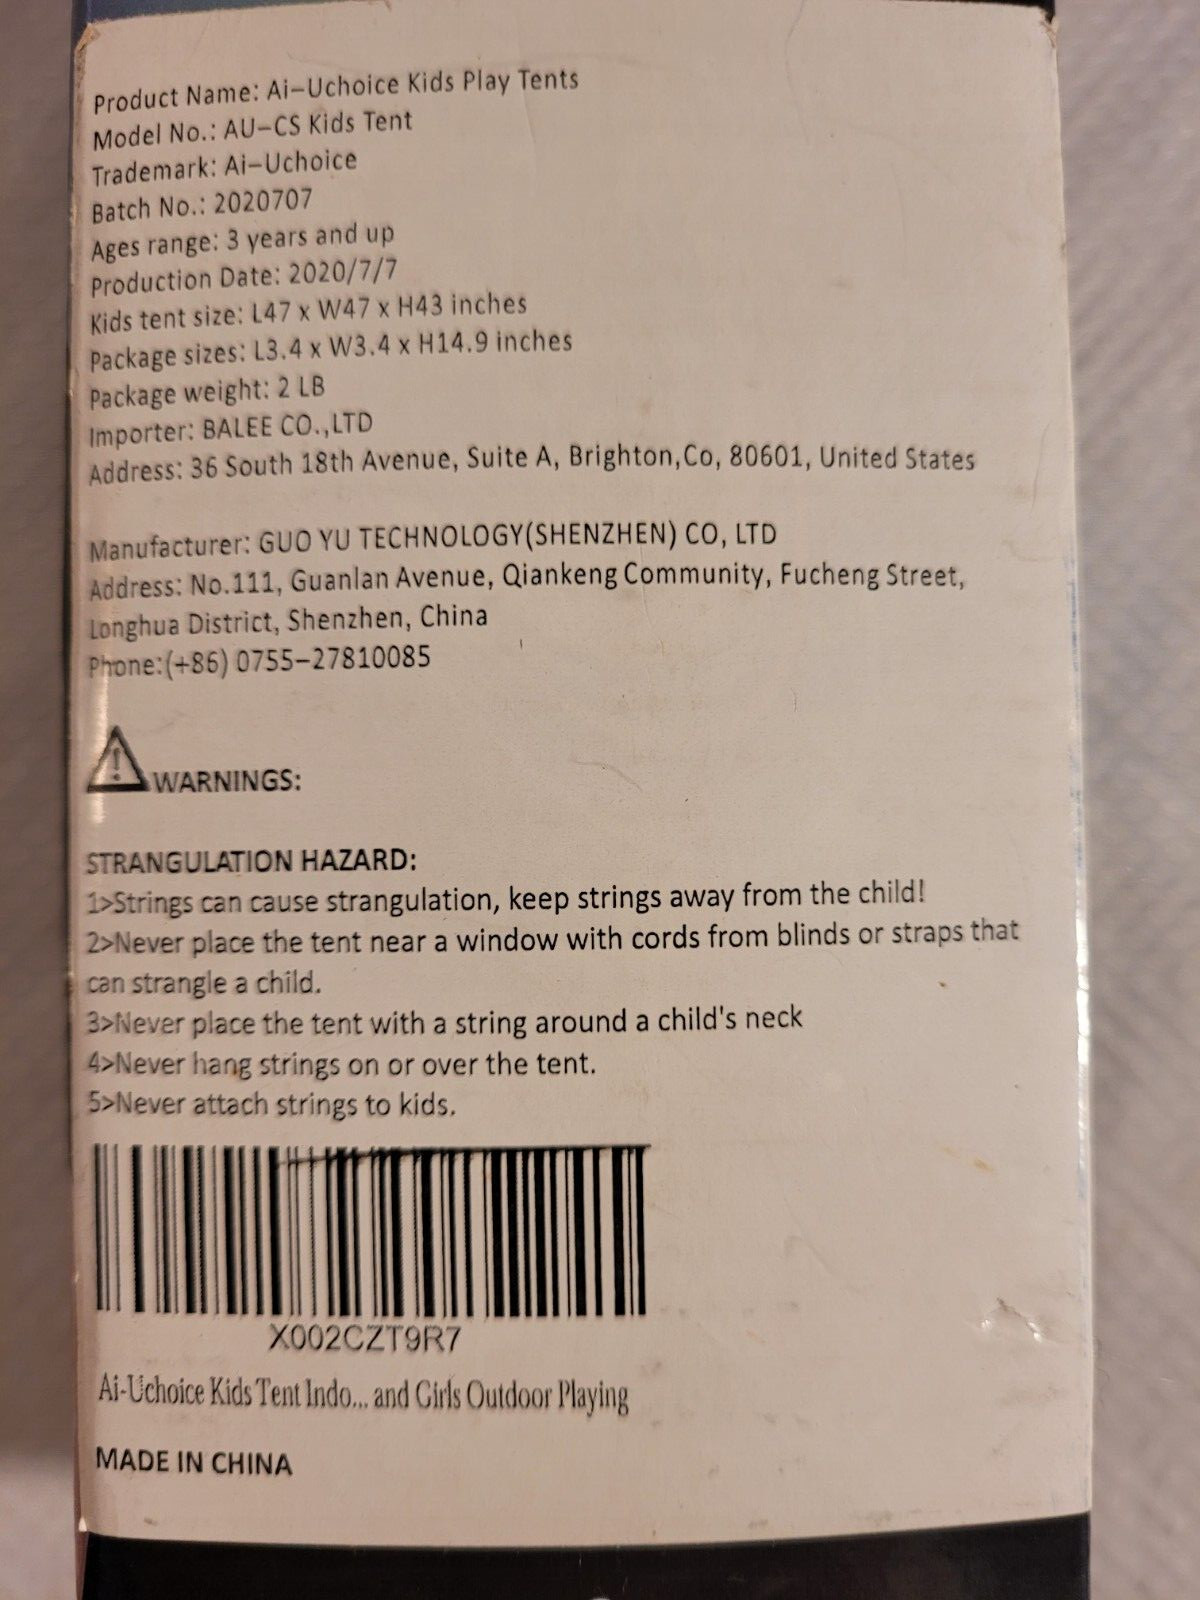 Product Name: Ai-Uchoice Kids Play Tents
Model No.: AU-CS Kids Tent
Trademark: Ai-Uchoice
Batch No.: 2020707
Ages range: 3 years and up
Production Date: 2020/7/7
Kids tent size: L47 x W47 x H43 inches
Package sizes: L3.4 x W3.4 x H14.9 inches
Package weight: 2 LB
Importer: BALEE CO.,LTD
Address: 36 South 18th Avenue, Suite A, Brighton,Co, 80601, United States
Manufacturer: GUO YU TECHNOLOGY(SHENZHEN) CO, LTD
Address: No.111, Guanlan Avenue, Qiankeng Community, Fucheng Street,
Longhua District, Shenzhen, China
Phone:(+86) 0755-27810085
WARNINGS:
STRANGULATION HAZARD:
1>Strings can cause strangulation, keep strings away from the child!
2>Never place the tent near a window with cords from blinds or straps that
can strangle a child.
3>Never place the tent with a string around a child's neck
4>Never hang strings on or over the tent.
5>Never attach strings to kids.
X002CZT9R7
Ai-Uchoice Kids Tent Indo... and Girls Outdoor Playing
MADE IN CHINA